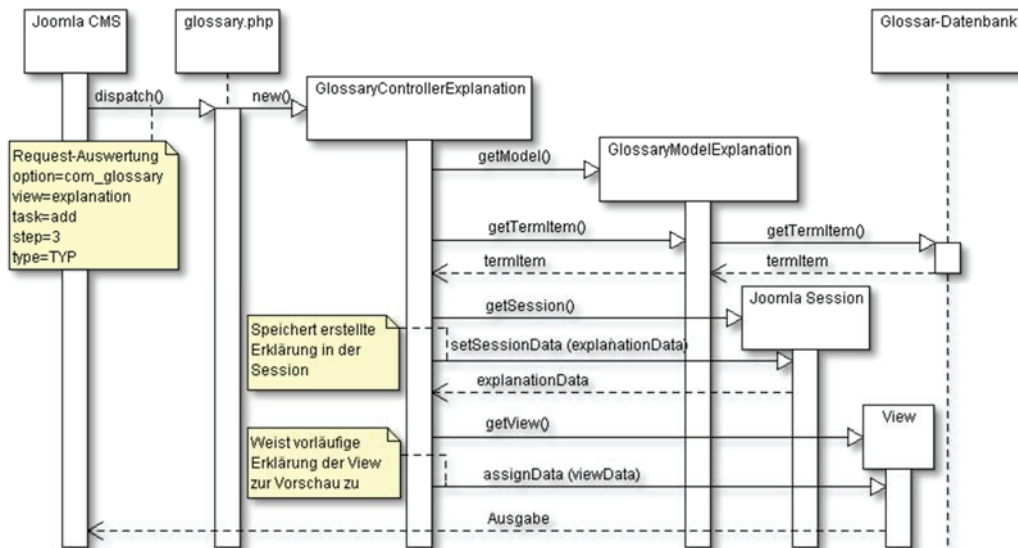 Joomla CMS
glossary.php
Glossar-Datenbank
dispatch()
new()
GlossaryControllerExplanation
Request-Auswertung
option=com_glossary
view=explanation
task=add
step=3
type=TYP
getModel()
GlossaryModelExplanation
getTermItem()
getTermItem()
termItem
termItem
getSession()
Joomla Session
Speichert erstellte
Erklärung in der
Session
setSessionData (explanationData)
explanationData
getView()
View
Weist vorläufige
Erklärung der View
zur Vorschau zu
assignData (viewData)
Ausgabe